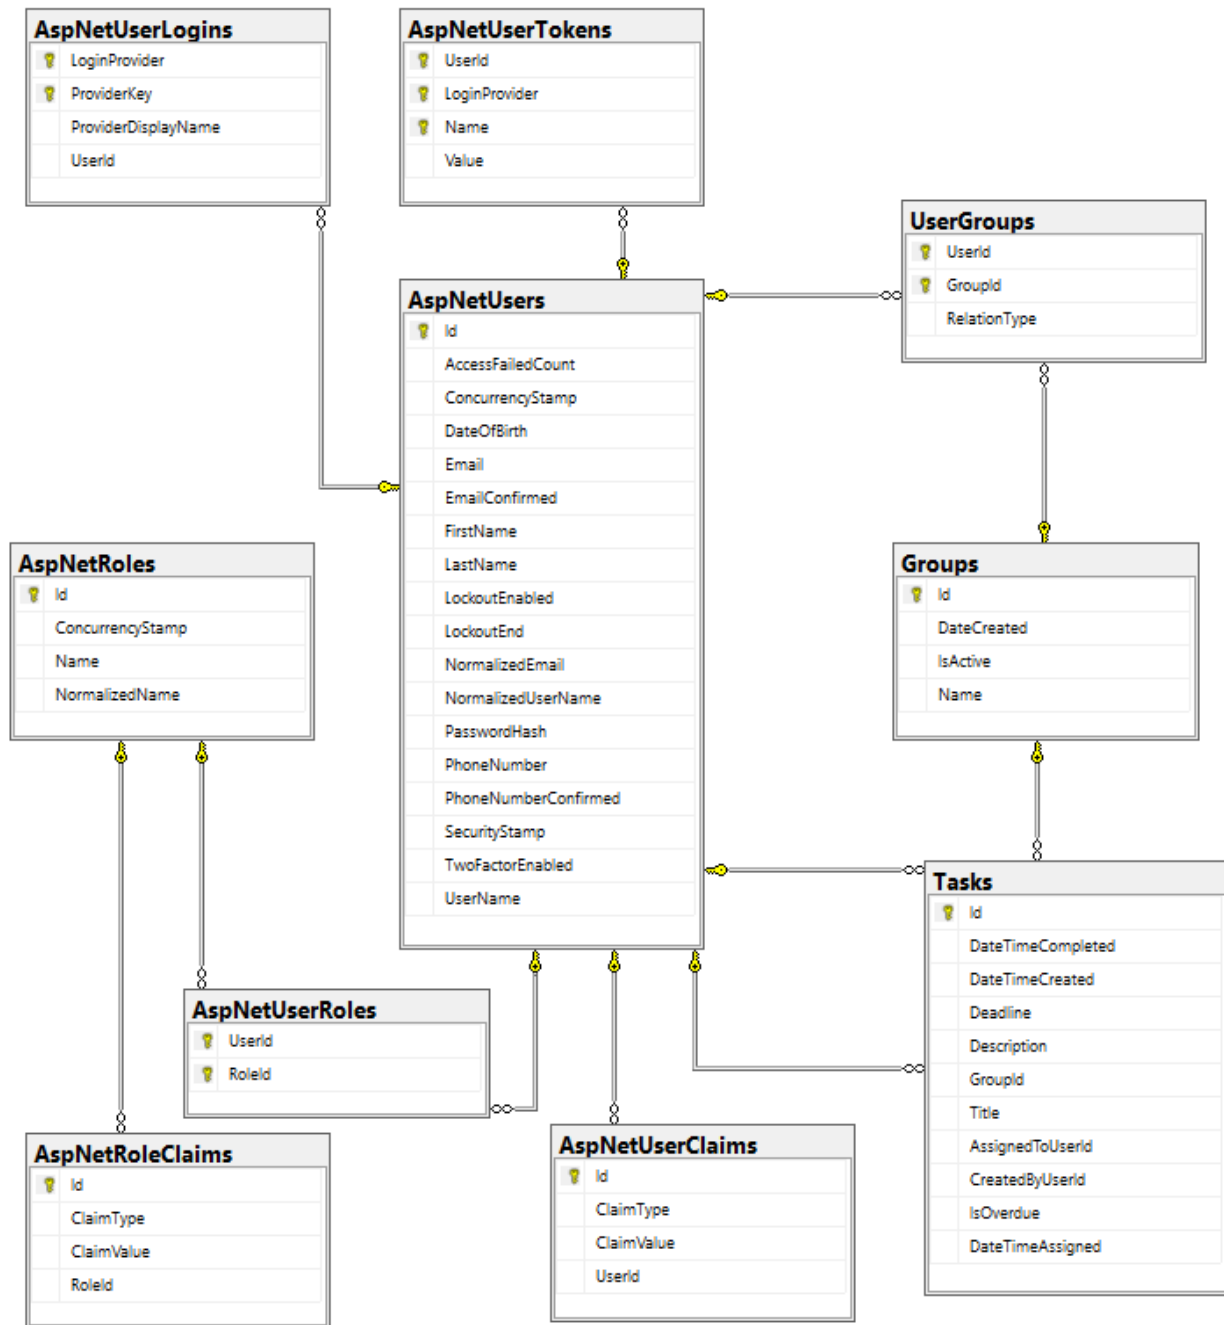 AspNetUserLogins
LoginProvider
ProviderKey
ProviderDisplayName
UserId
AspNetUserTokens
UserId
LoginProvider
Name
Value
UserGroups
UserId
GroupId
RelationType
AspNetUsers
Id
AccessFailedCount
ConcurrencyStamp
DateOfBirth
Email
EmailConfirmed
FirstName
LastName
LockoutEnabled
LockoutEnd
NormalizedEmail
NormalizedUserName
PasswordHash
PhoneNumber
PhoneNumberConfirmed
SecurityStamp
TwoFactorEnabled
UserName
AspNetRoles
Id
ConcurrencyStamp
Name
NormalizedName
Groups
Id
DateCreated
IsActive
Name
Tasks
Id
DateTimeCompleted
DateTimeCreated
Deadline
Description
GroupId
Title
AssignedToUserId
CreatedByUserId
IsOverdue
DateTimeAssigned
AspNetUserRoles
UserId
RoleId
AspNetRoleClaims
Id
ClaimType
ClaimValue
RoleId
AspNetUserClaims
Id
ClaimType
ClaimValue
UserId